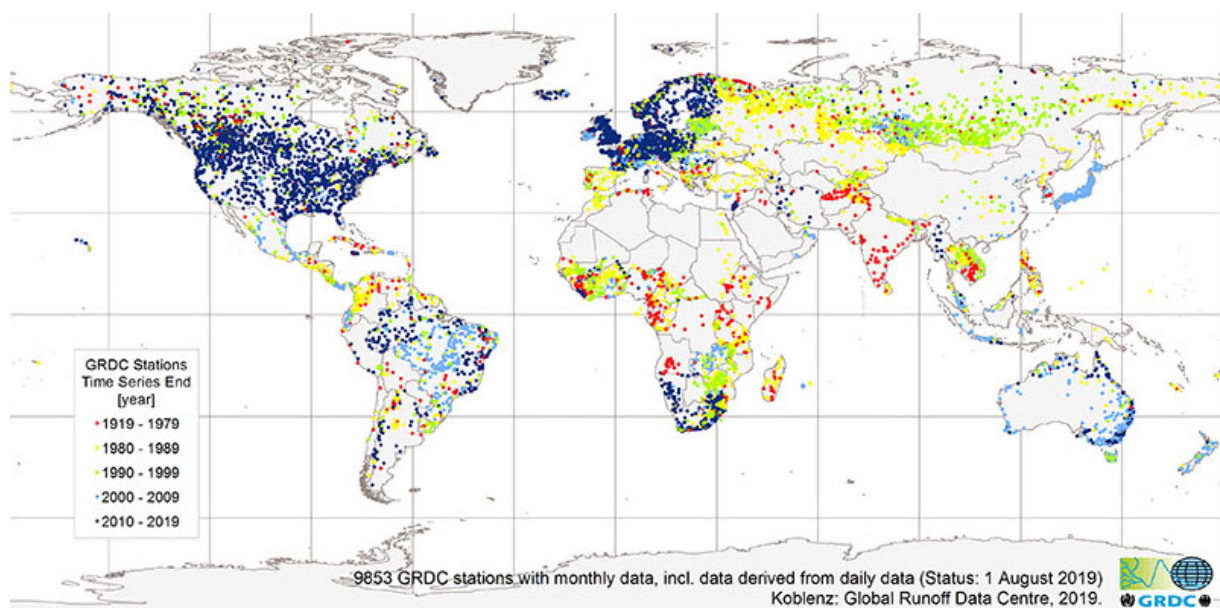 GRDC Stations
Time Series End
[year]
1919 - 1979
1980 - 1989
1990 - 1999
2000 - 2009
2010 - 2019
9853 GRDC stations with monthly data, incl. data derived from daily data (Status: 1 August 2019)
Koblenz: Global Runoff Data Centre, 2019.
GRDC